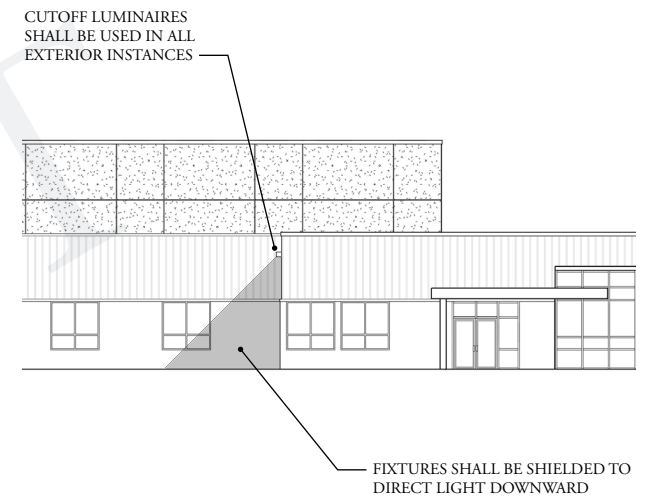 CUTOFF LUMINAIRES
SHALL BE USED IN ALL
EXTERIOR INSTANCES
FIXTURES SHALL BE SHIELDED TO
DIRECT LIGHT DOWNWARD